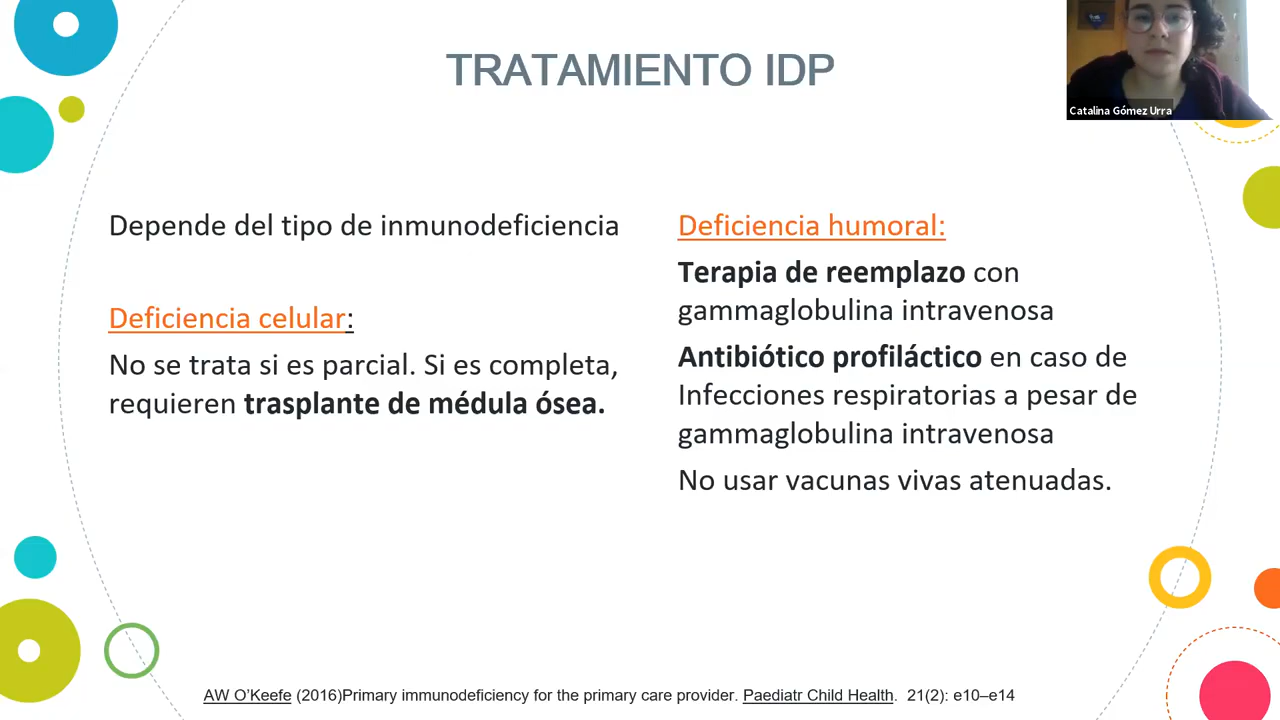 TRATAMIENTO IDP
Catalina Gómez Urra
Depende del tipo de inmunodeficiencia
Deficiencia celular:
No se trata si es parcial. Si es completa,
requieren trasplante de médula ósea.
Deficiencia humoral:
Terapia de reemplazo con
gammaglobulina intravenosa
Antibiótico profiláctico en caso de
Infecciones respiratorias a pesar de
gammaglobulina intravenosa
No usar vacunas vivas atenuadas.
AW O’Keefe (2016)Primary immunodeficiency for the primary care provider. Paediatr Child Health. 21(2): e10–e14